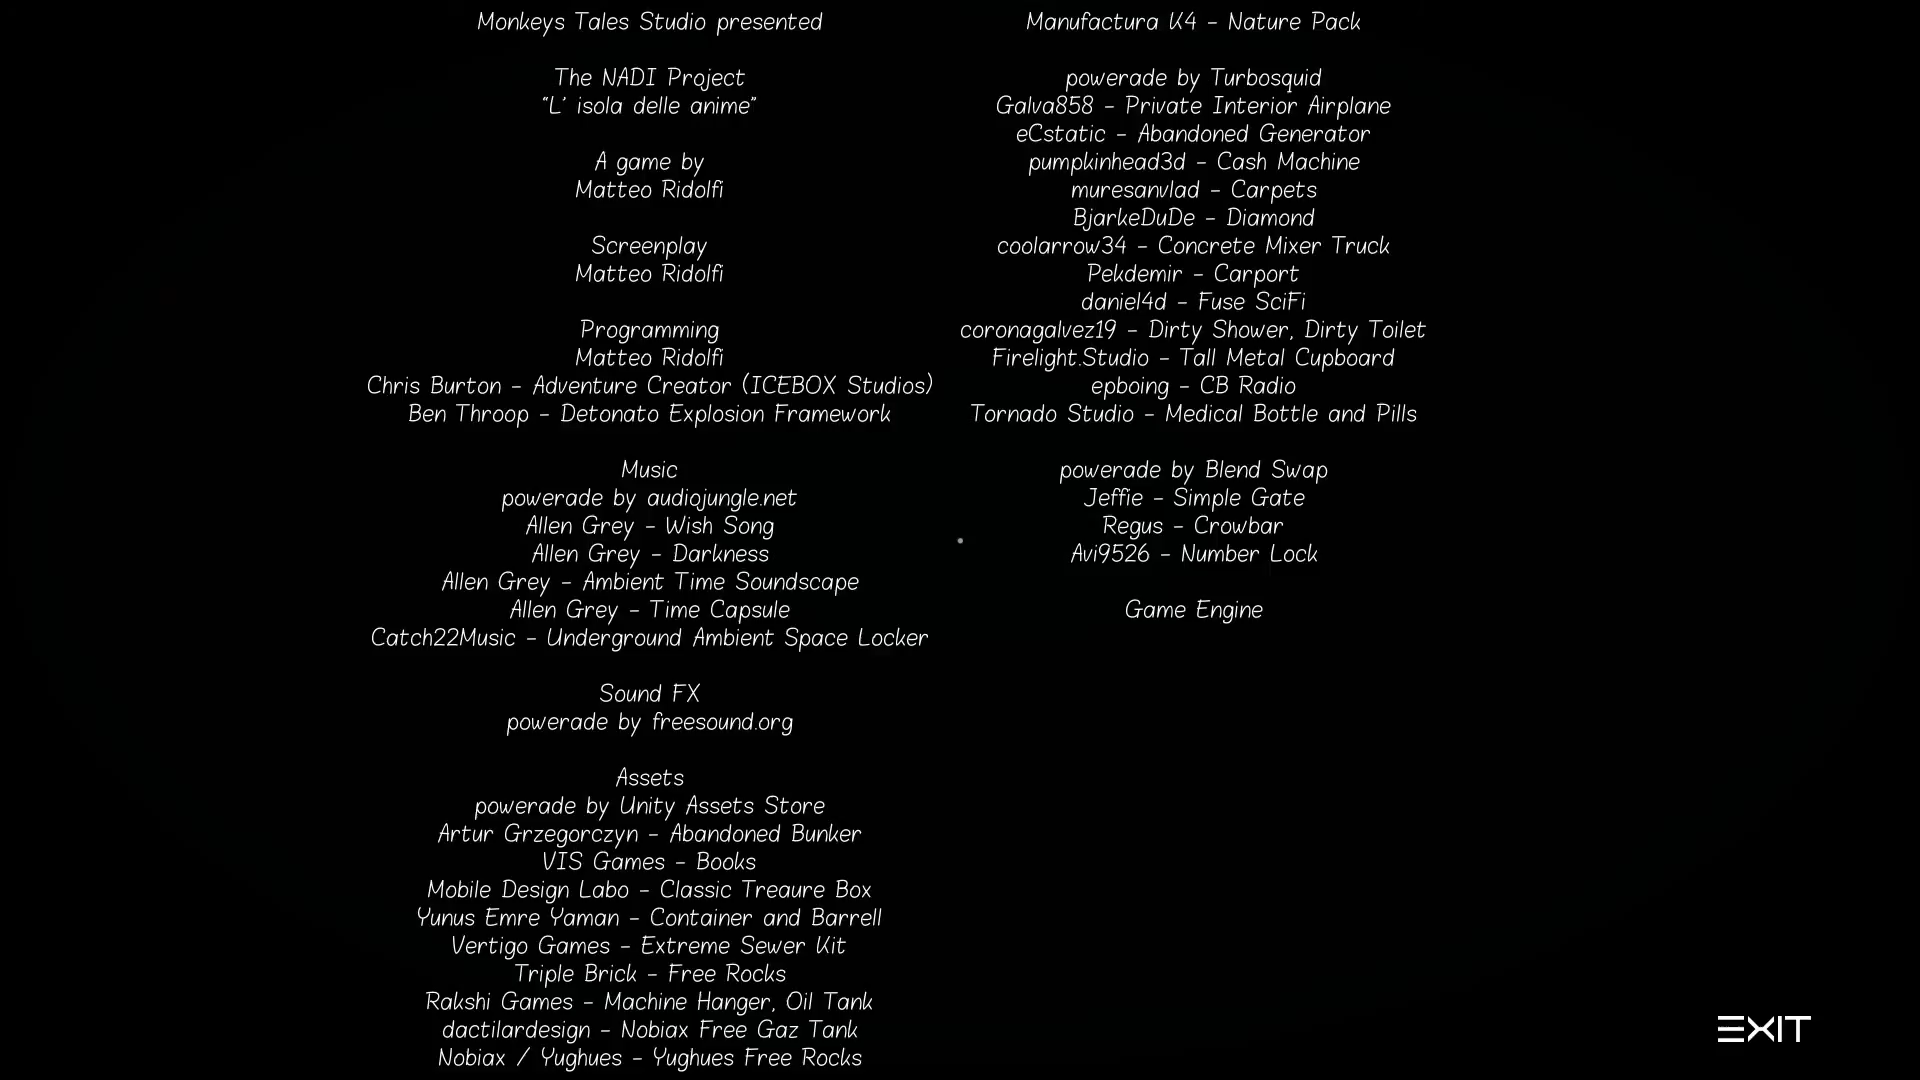 Monkeys Tales Studio presented
The NADI Project
“L’ isola delle anime”
A game by
Matteo Ridolfi
Screenplay
Matteo Ridolfi
Programming
Matteo Ridolfi
Chris Burton - Adventure Creator (ICEBOX Studios)
Ben Throop - Detonato Explosion Framework
Music
powerade by audiojungle.net
Allen Grey - Wish Song
Allen Grey - Darkness
Allen Grey - Ambient Time Soundscape
Allen Grey - Time Capsule
Catch22Music - Underground Ambient Space Locker
Sound FX
powerade by freesound.org
Assets
powerade by Unity Assets Store
Artur Grzegorczyn - Abandoned Bunker
VIS Games - Books
Mobile Design Labo - Classic Treaure Box
Yunus Emre Yaman - Container and Barrell
Vertigo Games - Extreme Sewer Kit
Triple Brick - Free Rocks
Rakshi Games - Machine Hanger, Oil Tank
dactilardesign - Nobiax Free Gaz Tank
Nobiax / Yughues - Yughues Free Rocks
Manufactura K4 - Nature Pack
powerade by Turbosquid
Galva858 - Private Interior Airplane
eCstatic - Abandoned Generator
pumpkinhead3d - Cash Machine
muresanvlad - Carpets
BjarkeDuDe - Diamond
coolarrow34 - Concrete Mixer Truck
Pekdemir - Carport
daniel4d - Fuse SciFi
coronagalvez19 - Dirty Shower, Dirty Toilet
Firelight.Studio - Tall Metal Cupboard
epboing - CB Radio
Tornado Studio - Medical Bottle and Pills
powerade by Blend Swap
Jeffie - Simple Gate
Regus - Crowbar
Avi9526 - Number Lock
Game Engine
EXIT